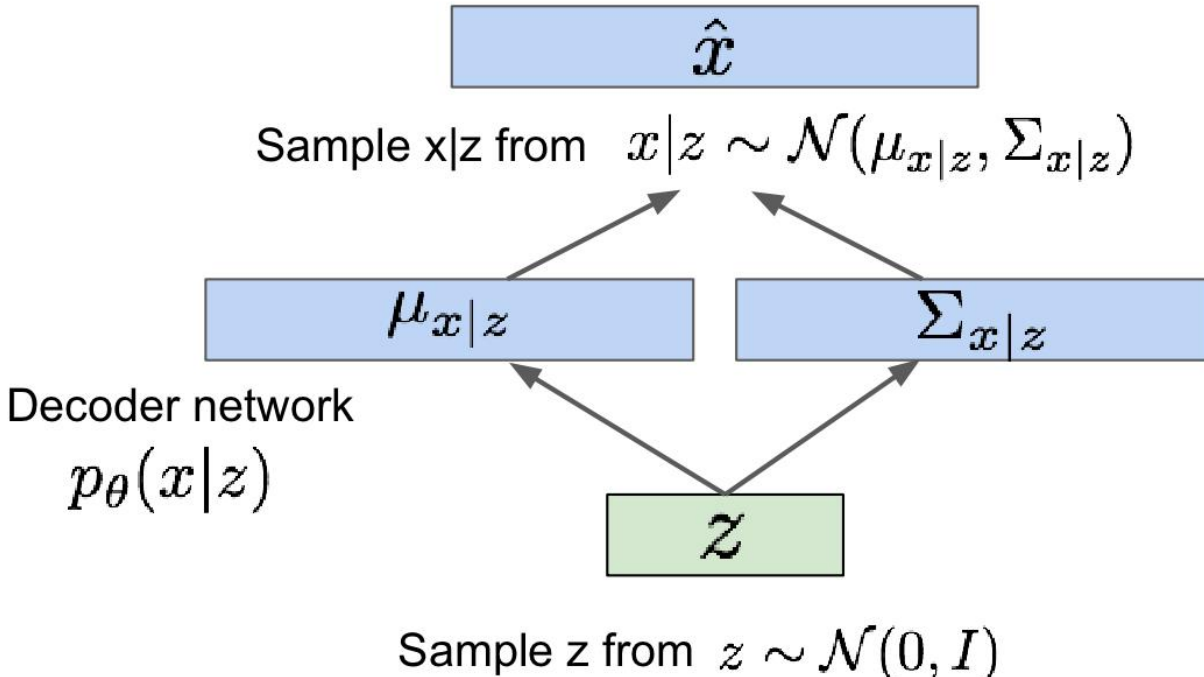 x̂
Sample x|z from x|z ∼ 𝒩(μ_{x|z}, Σ_{x|z})
μ_{x|z} Σ_{x|z}
Decoder network
p_θ(x|z)
z
Sample z from z ∼ 𝒩(0, I)